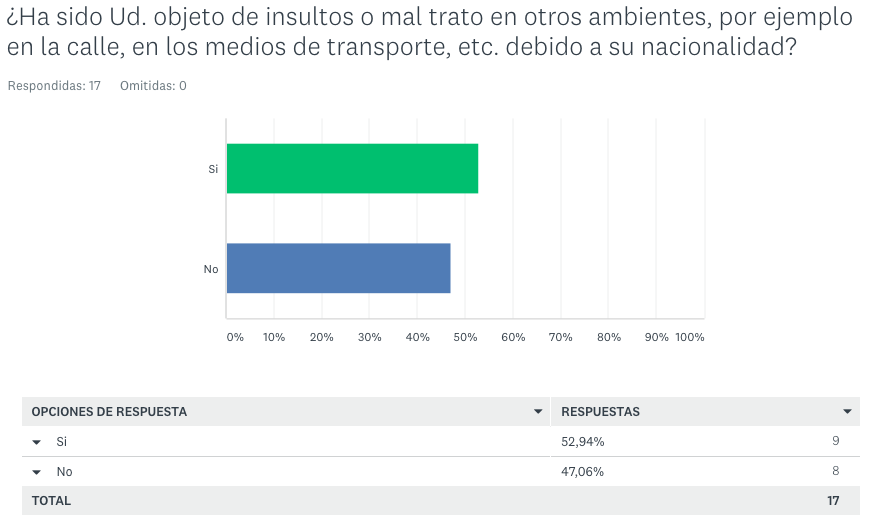 ¿Ha sido Ud. objeto de insultos o mal trato en otros ambientes, por ejemplo
en la calle, en los medios de transporte, etc. debido a su nacionalidad?
Respondidas: 17 Omitidas: 0
Si
No
0% 10% 20% 30% 40% 50% 60% 70% 80% 90% 100%
OPCIONES DE RESPUESTA RESPUESTAS
Si 52,94% 9
No 47,06% 8
TOTAL 17